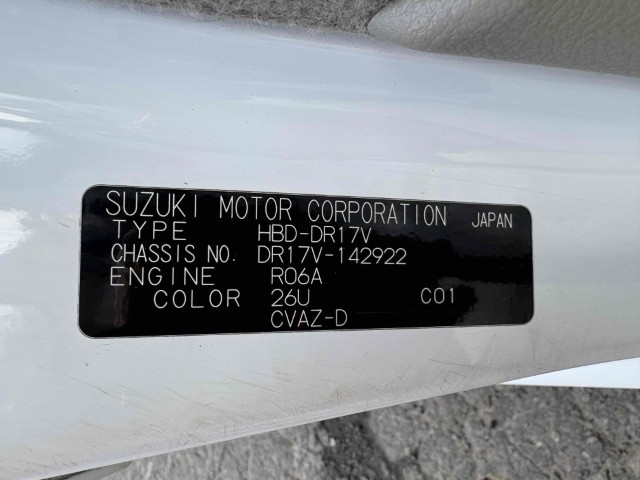 SUZUKI MOTOR CORPORATION JAPAN
TYPE HBD-DR17V
CHASSIS NO. DR17V-142922
ENGINE R06A
COLOR 26U C01
CVAZ-D